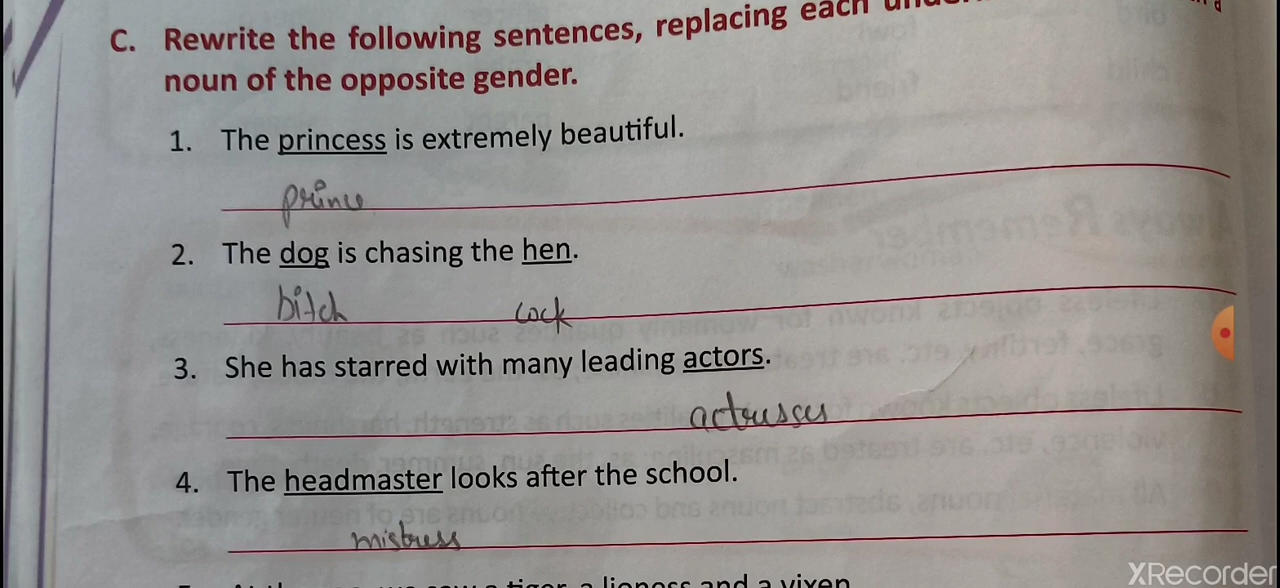 C. Rewrite the following sentences, replacing each
noun of the opposite gender.
1. The princess is extremely beautiful.
prince
2. The dog is chasing the hen.
bitch cock
3. She has starred with many leading actors.
actresses
4. The headmaster looks after the school.
mistress
a tiger, a lioness and a vixen
XRecorder